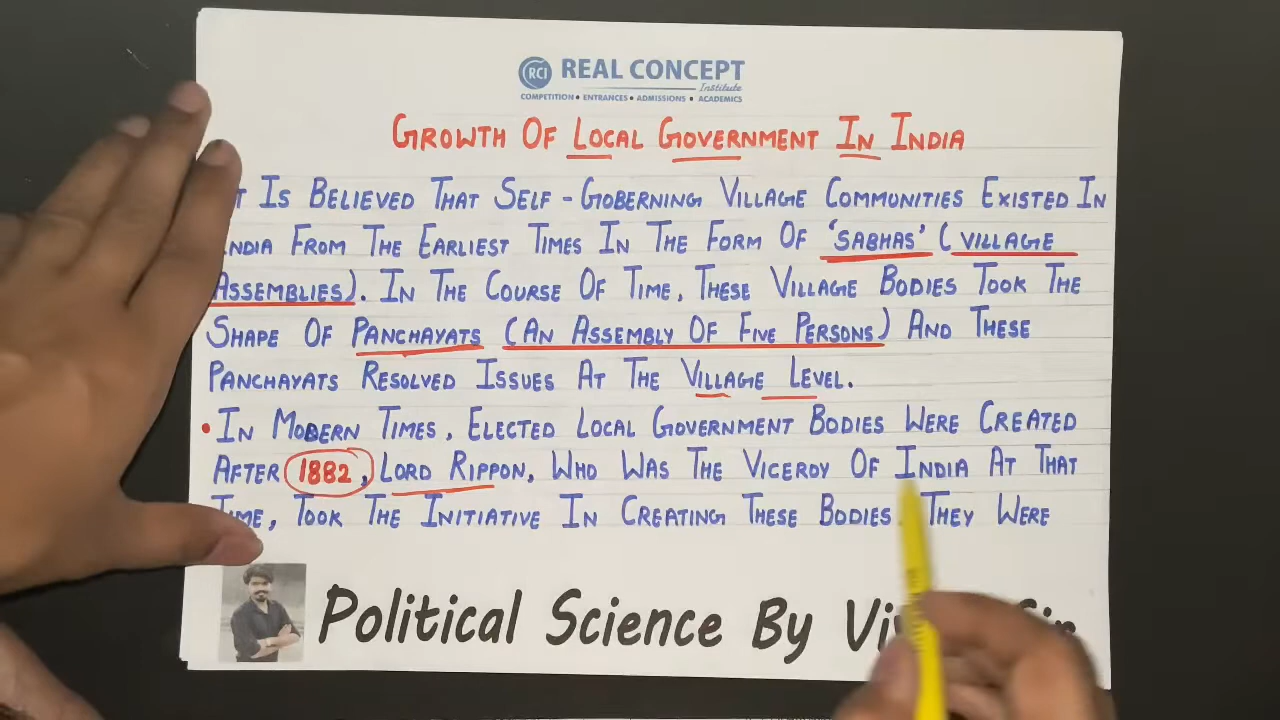 RCI REAL CONCEPT
Institute
COMPETITION • ENTRANCES • ADMISSIONS • ACADEMICS
GROWTH OF LOCAL GOVERNMENT IN INDIA
IS BELIEVED THAT SELF - GOBERNING VILLAGE COMMUNITIES EXISTED IN
INDIA FROM THE EARLIEST TIMES IN THE FORM OF 'SABHAS' ( VILLAGE
ASSEMBLIES). IN THE COURSE OF TIME, THESE VILLAGE BODIES TOOK THE
SHAPE OF PANCHAYATS (AN ASSEMBLY OF FIVE PERSONS) AND THESE
PANCHAYATS RESOLVED ISSUES AT THE VILLAGE LEVEL.
• IN MODERN TIMES, ELECTED LOCAL GOVERNMENT BODIES WERE CREATED
AFTER 1882, LORD RIPPON, WHO WAS THE VICEROY OF INDIA AT THAT
TIME, TOOK THE INITIATIVE IN CREATING THESE BODIES. THEY WERE
Political Science By